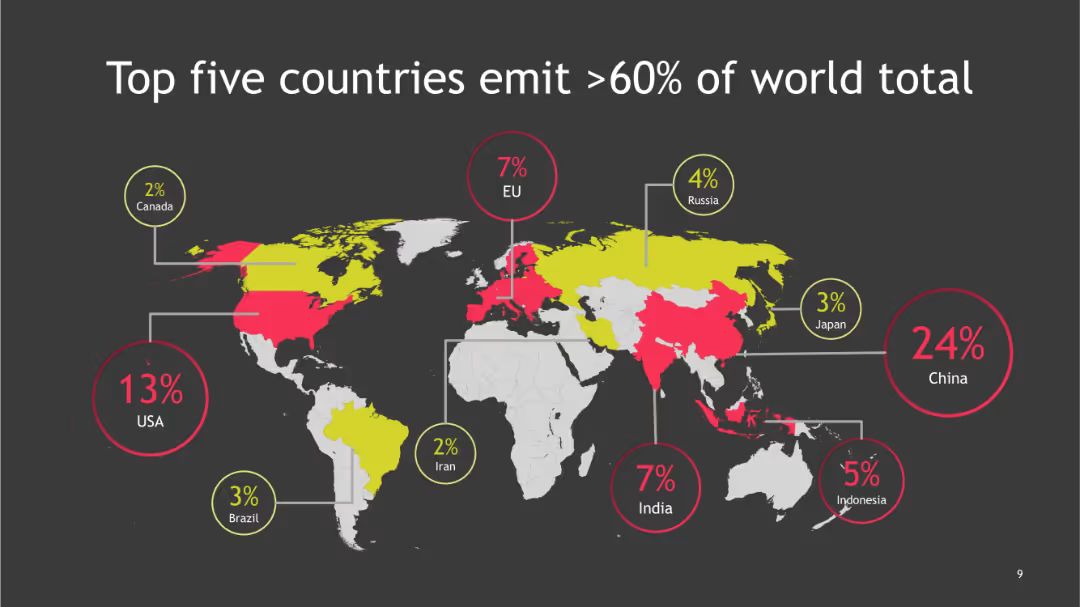 Top five countries emit >60% of world total
7%
EU
2%
Canada
4%
Russia
3%
Japan
24%
China
13%
USA
2%
Iran
7%
India
5%
Indonesia
3%
Brazil
9